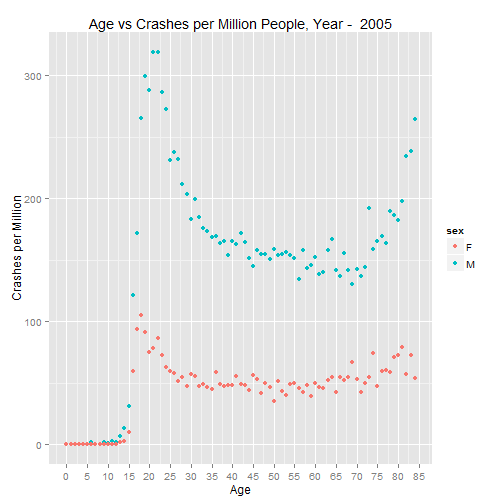 Age vs Crashes per Million People, Year -  2005
Crashes per Million
300
200
100
0
0 5 10 15 20 25 30 35 40 45 50 55 60 65 70 75 80 85
Age
sex
F
M